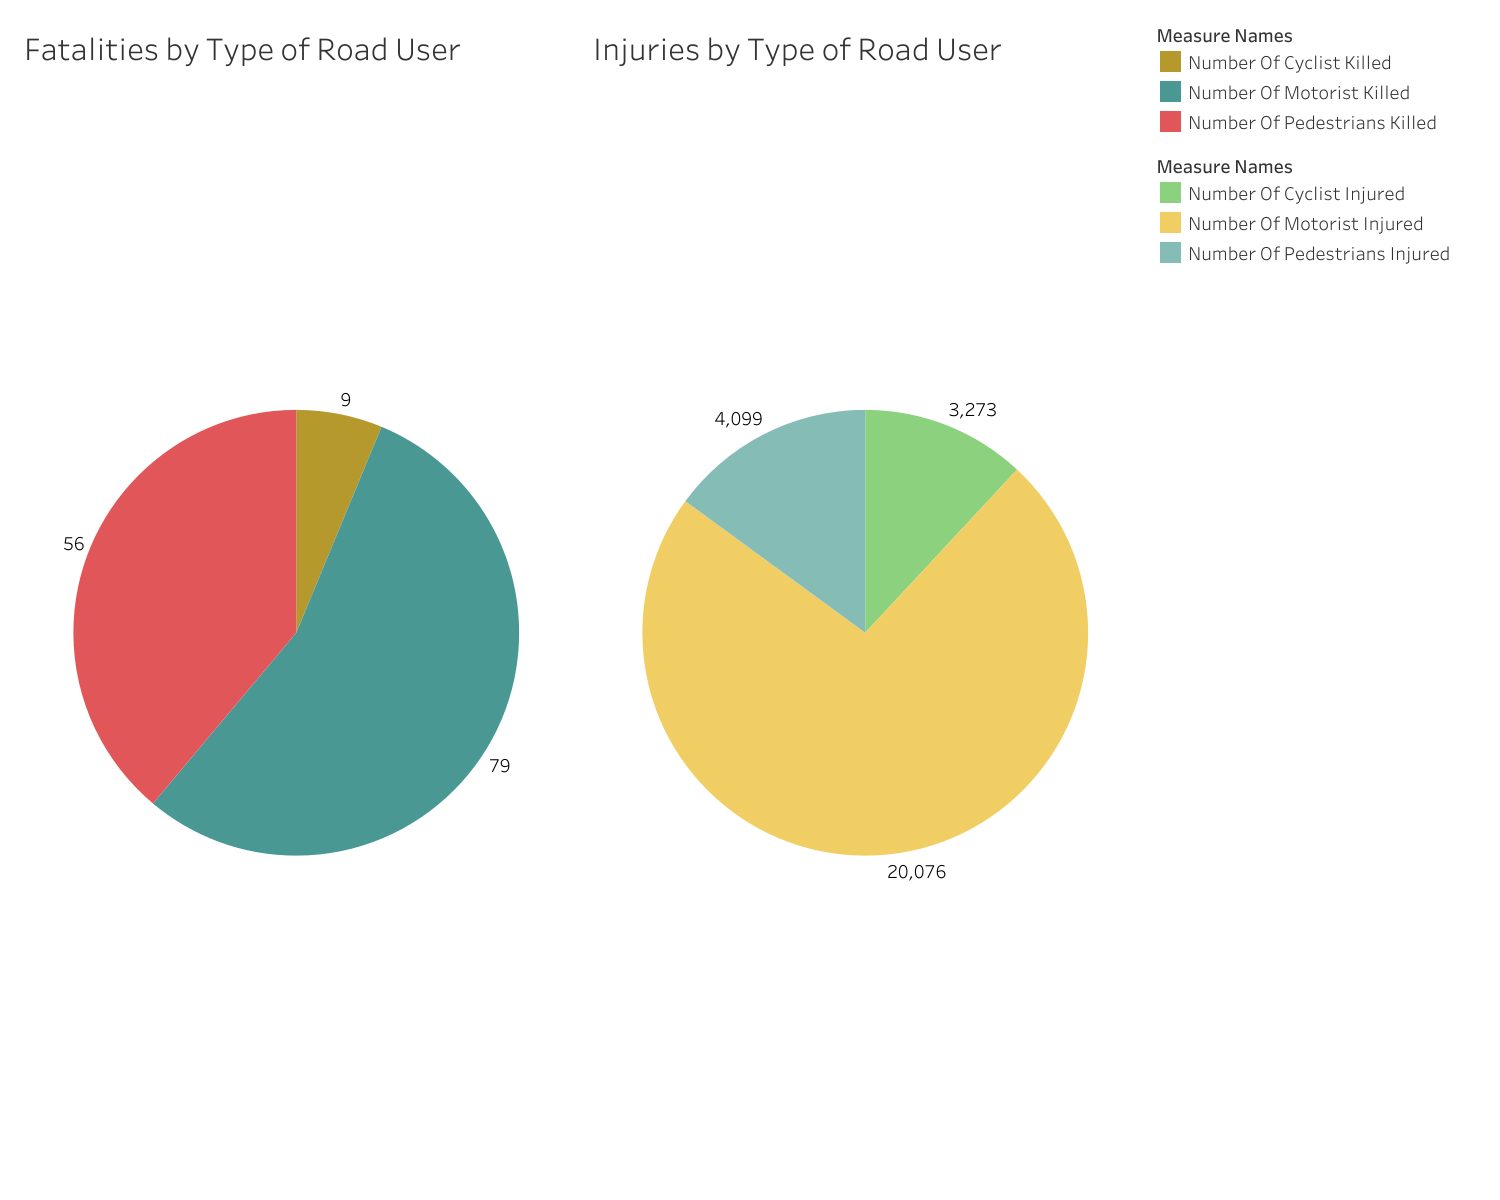 Fatalities by Type of Road User
Injuries by Type of Road User
Measure Names
Number Of Cyclist Killed
Number Of Motorist Killed
Number Of Pedestrians Killed
Measure Names
Number Of Cyclist Injured
Number Of Motorist Injured
Number Of Pedestrians Injured
9
56
79
4,099
3,273
20,076